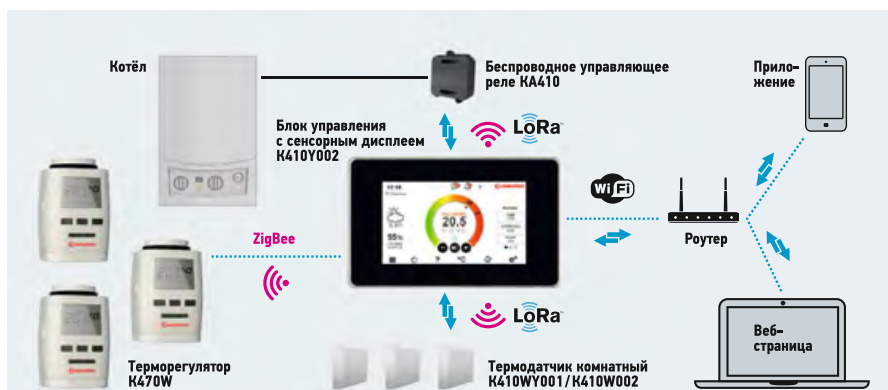 Котёл
Беспроводное управляющее
реле KA410
Прило-
жение
Блок управления
с сенсорным дисплеем
K410Y002
LoRa
WiFi
20.5
ZigBee
Роутер
LoRa
Веб-
страница
Терморегулятор
K470W
Термодатчик комнатный
K410WY001/K410W002